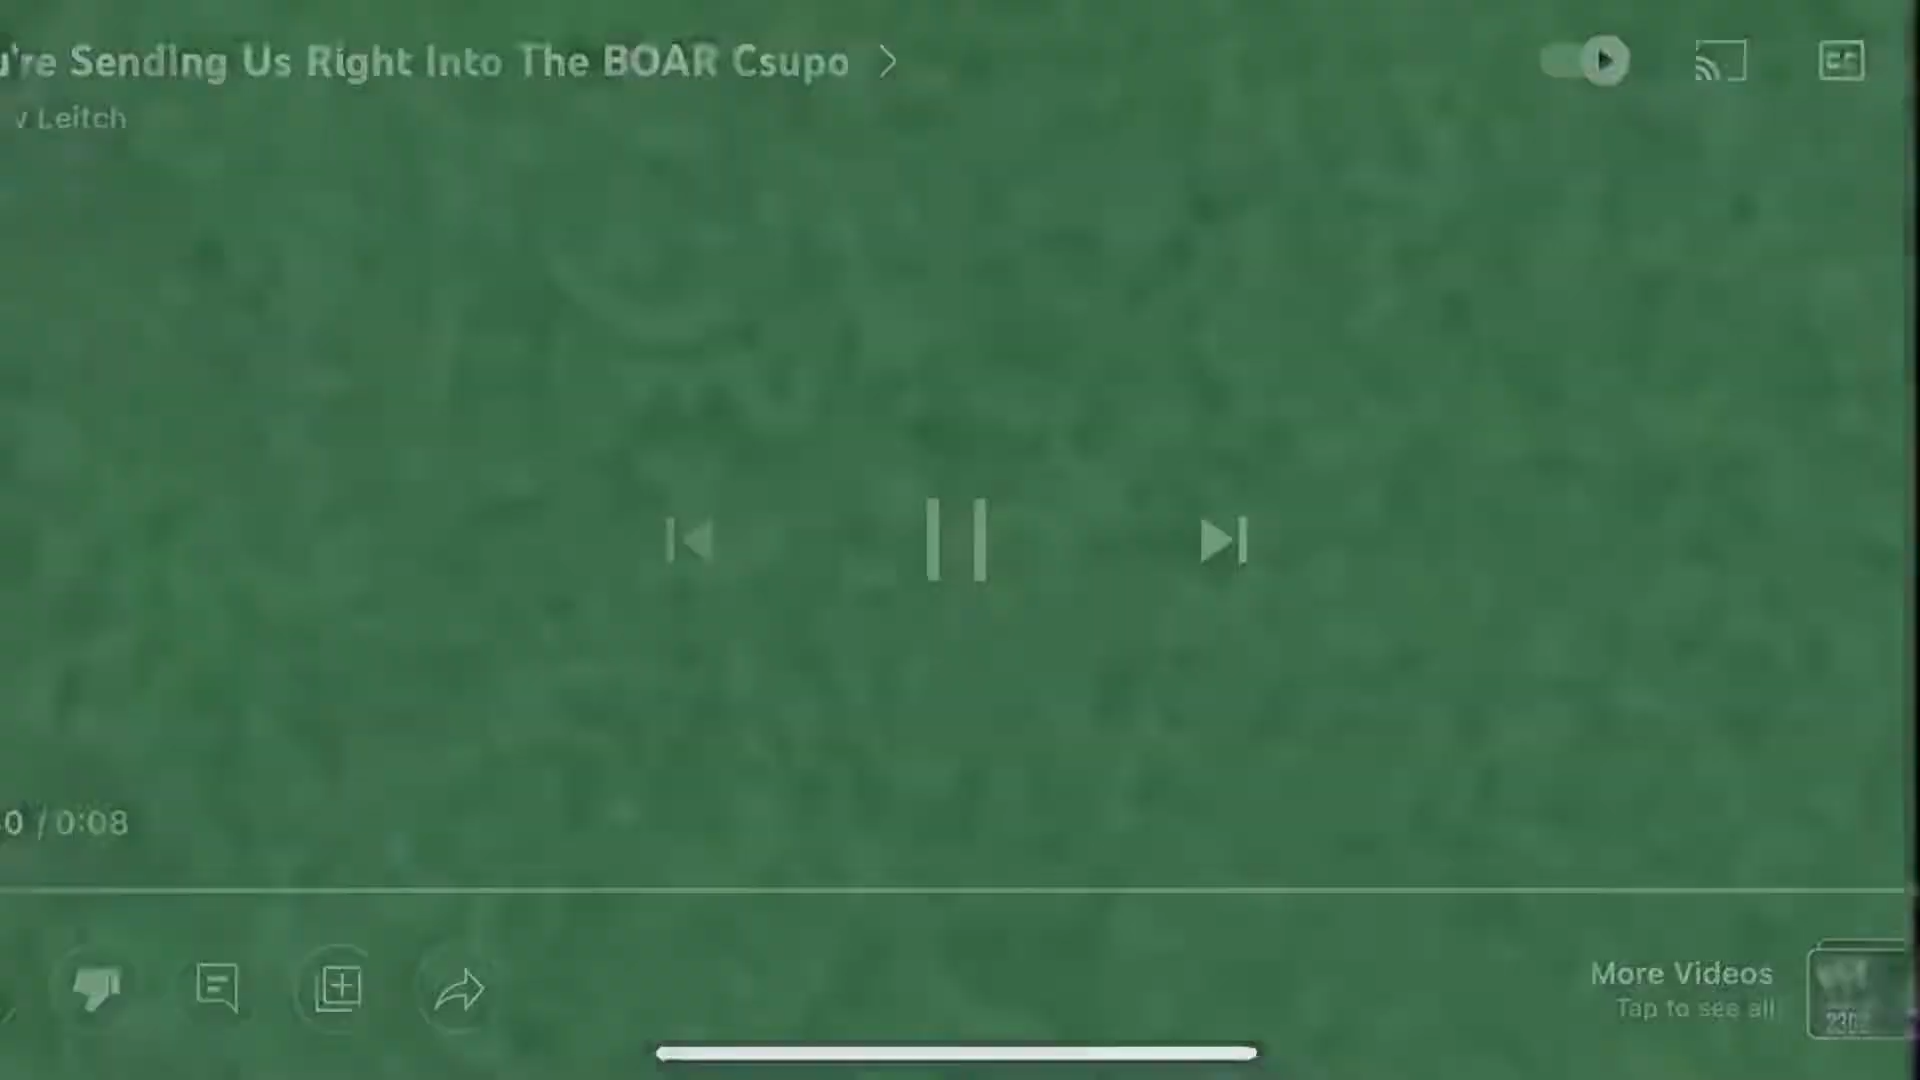 u're Sending Us Right Into The BOAR Csupo
v Leitch
0 / 0:08
More Videos
Tap to see all